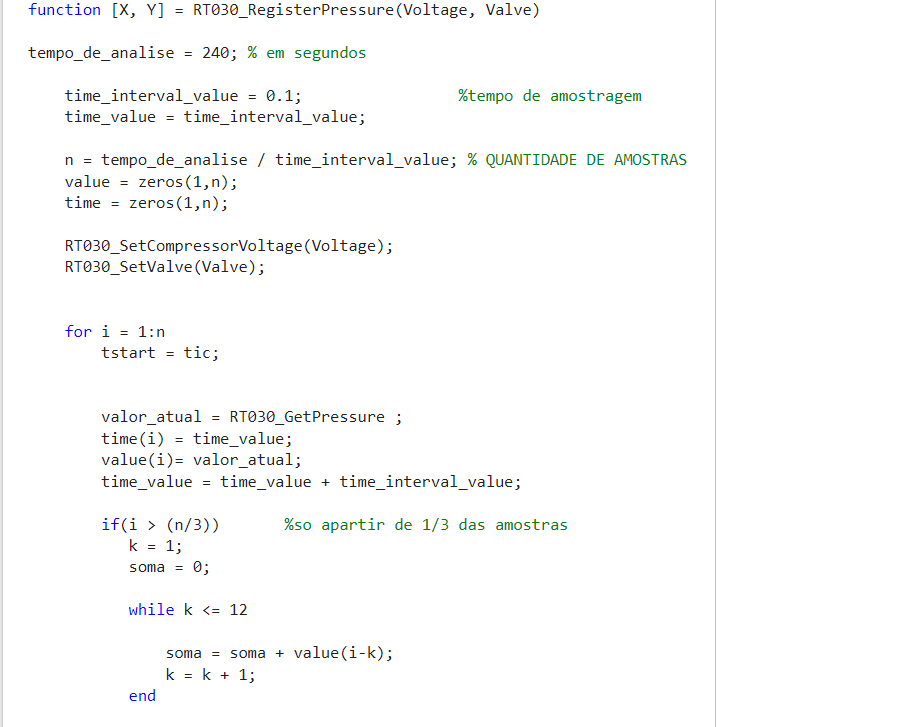 function [X, Y] = RT030_RegisterPressure(Voltage, Valve)
tempo_de_analise = 240; % em segundos
time_interval_value = 0.1; %tempo de amostragem
time_value = time_interval_value;
n = tempo_de_analise / time_interval_value; % QUANTIDADE DE AMOSTRAS
value = zeros(1,n);
time = zeros(1,n);
RT030_SetCompressorVoltage(Voltage);
RT030_SetValve(Valve);
for i = 1:n
tstart = tic;
valor_atual = RT030_GetPressure ;
time(i) = time_value;
value(i)= valor_atual;
time_value = time_value + time_interval_value;
if(i > (n/3)) %so apartir de 1/3 das amostras
k = 1;
soma = 0;
while k <= 12
soma = soma + value(i-k);
k = k + 1;
end